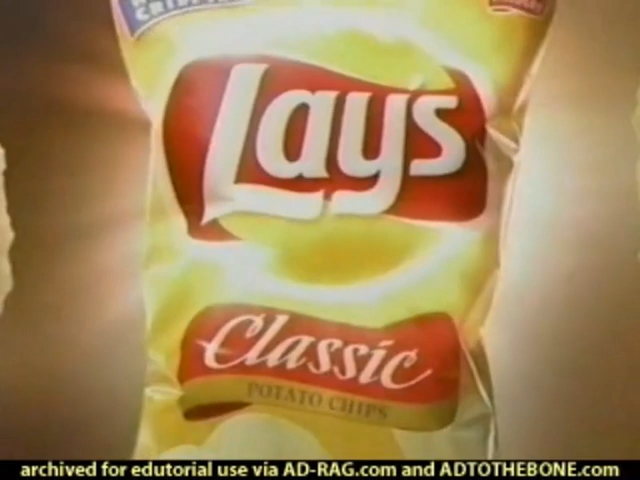 Lay's
Classic
POTATO CHIPS
archived for edutorial use via AD-RAG.com and ADTOTHEBONE.com